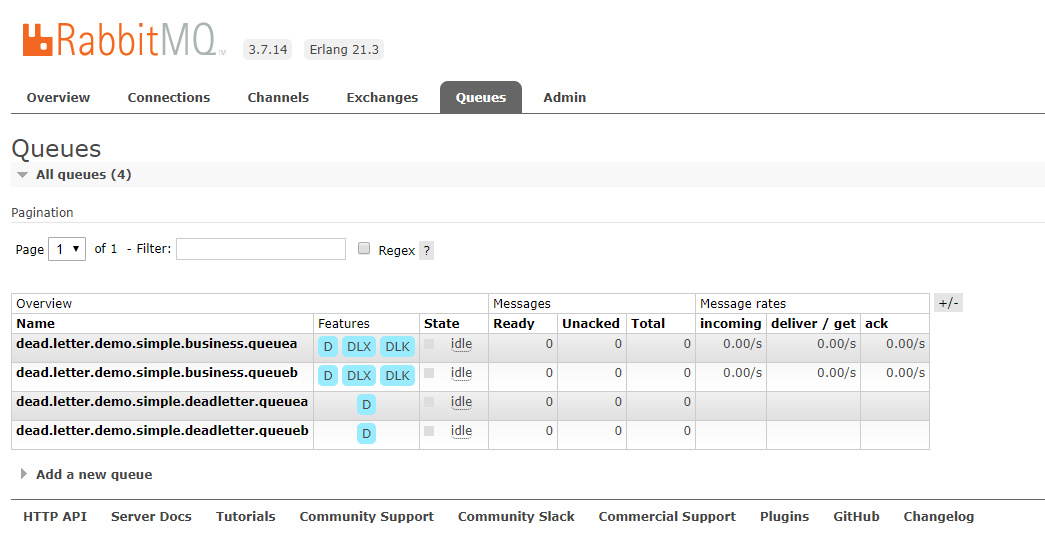 RabbitMQ TM 3.7.14 Erlang 21.3
Overview Connections Channels Exchanges Queues Admin
Queues
All queues (4)
Pagination
Page 1 of 1 - Filter: Regex ?
Overview Messages Message rates +/-
Name Features State Ready Unacked Total incoming deliver / get ack
dead.letter.demo.simple.business.queuea D DLX DLK idle 0 0 0 0.00/s 0.00/s 0.00/s
dead.letter.demo.simple.business.queueb D DLX DLK idle 0 0 0 0.00/s 0.00/s 0.00/s
dead.letter.demo.simple.deadletter.queuea D idle 0 0 0
dead.letter.demo.simple.deadletter.queueb D idle 0 0 0
Add a new queue
HTTP API Server Docs Tutorials Community Support Community Slack Commercial Support Plugins GitHub Changelog